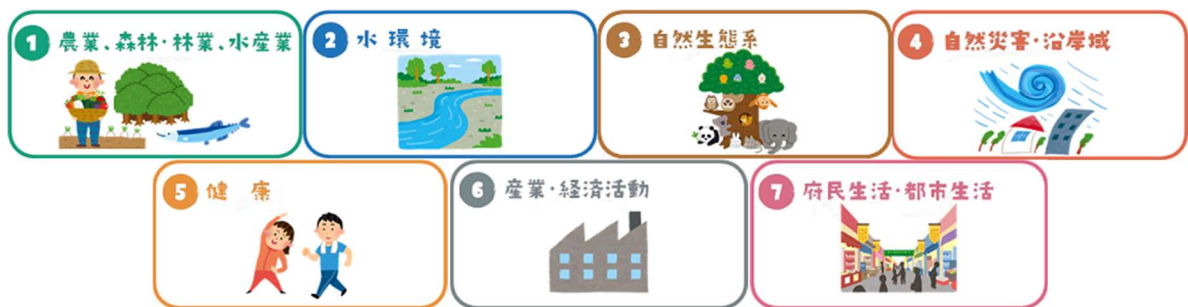 1 農業、森林・林業、水産業
2 水環境
3 自然生態系
4 自然災害・沿岸域
5 健康
6 産業・経済活動
7 府民生活・都市生活